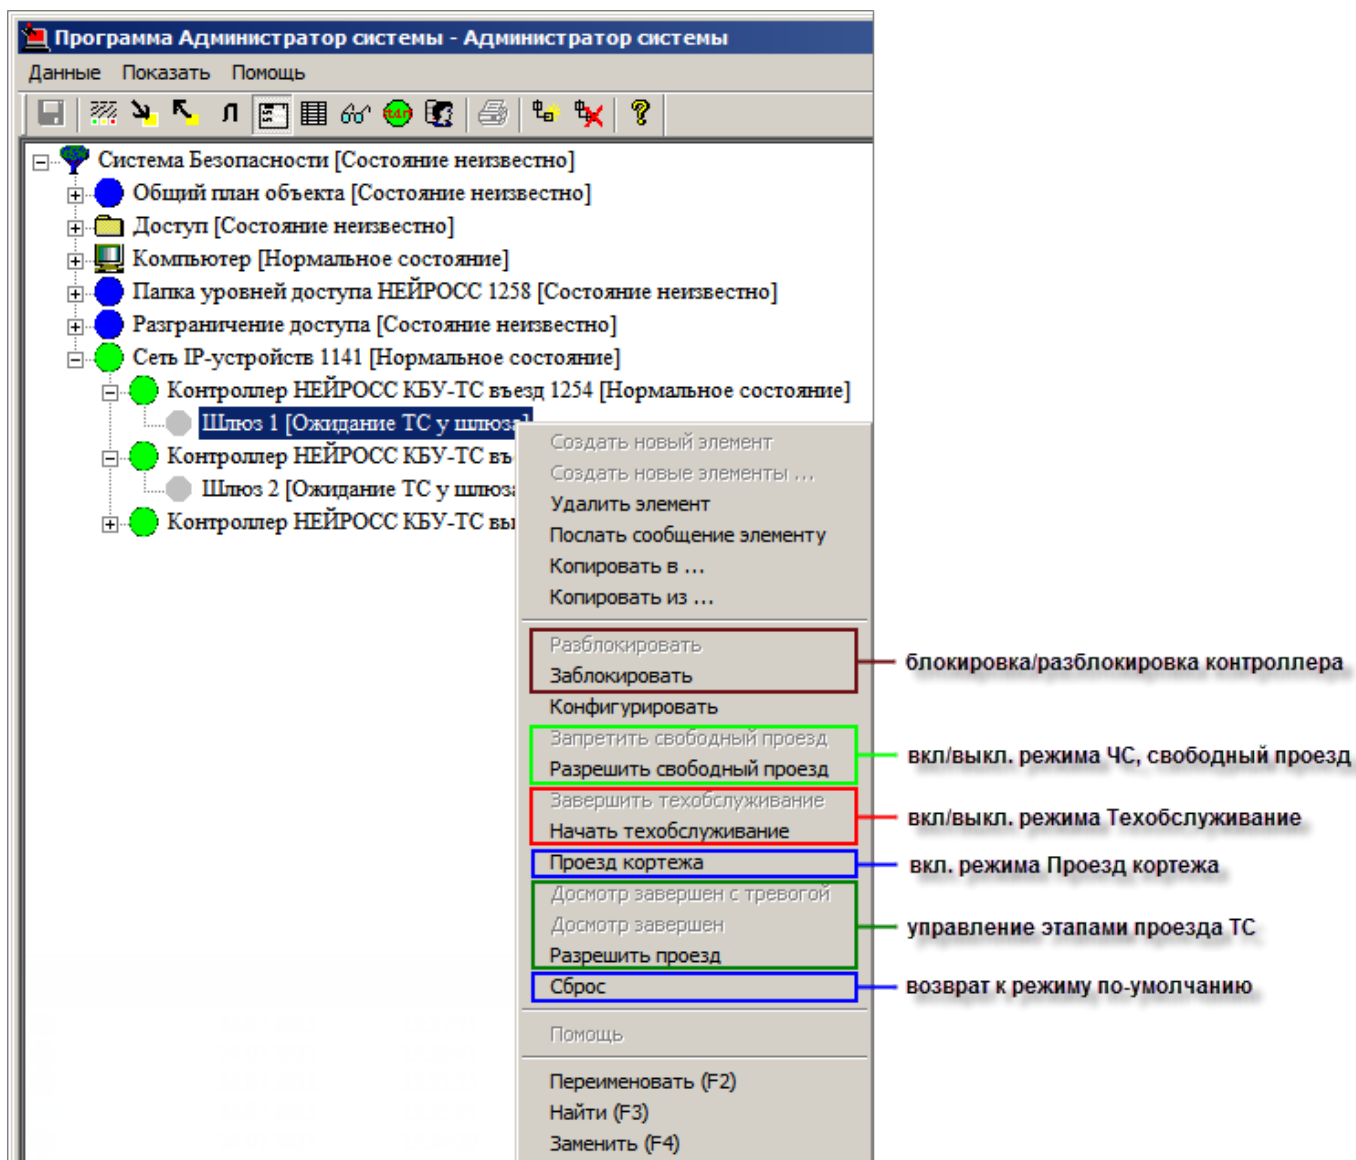 Программа Администратор системы - Администратор системы
Данные Показать Помощь
Л
Система Безопасности [Состояние неизвестно]
Общий план объекта [Состояние неизвестно]
Доступ [Состояние неизвестно]
Компьютер [Нормальное состояние]
Папка уровней доступа НЕЙРОСС 1258 [Состояние неизвестно]
Разграничение доступа [Состояние неизвестно]
Сеть IP-устройств 1141 [Нормальное состояние]
Контроллер НЕЙРОСС КБУ-ТС въезд 1254 [Нормальное состояние]
Шлюз 1 [Ожидание ТС у шлюза]
Контроллер НЕЙРОСС КБУ-ТС въ
Шлюз 2 [Ожидание ТС у шлюза
Контроллер НЕЙРОСС КБУ-ТС вы
Создать новый элемент
Создать новые элементы ...
Удалить элемент
Послать сообщение элементу
Копировать в ...
Копировать из ...
Разблокировать
Заблокировать
блокировка/разблокировка контроллера
Конфигурировать
Запретить свободный проезд
Разрешить свободный проезд
вкл/выкл. режима ЧС, свободный проезд
Завершить техобслуживание
Начать техобслуживание
вкл/выкл. режима Техобслуживание
Проезд кортежа
вкл. режима Проезд кортежа
Досмотр завершен с тревогой
Досмотр завершен
Разрешить проезд
управление этапами проезда ТС
Сброс
возврат к режиму по-умолчанию
Помощь
Переименовать (F2)
Найти (F3)
Заменить (F4)